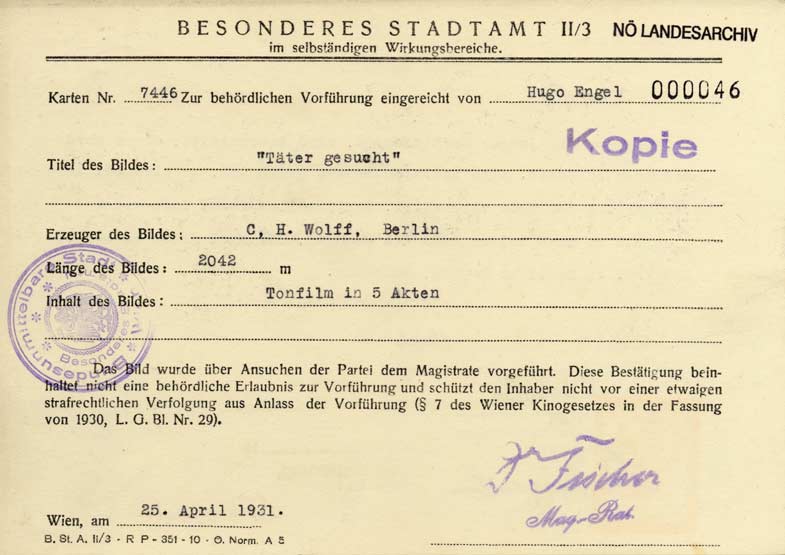 BESONDERES STADTAMT II/3 NÖ LANDESARCHIV
im selbständigen Wirkungsbereiche.
Karten Nr. 7446 Zur behördlichen Vorführung eingereicht von Hugo Engel 000046
Kopie
Titel des Bildes: "Täter gesucht"
Erzeuger des Bildes: C, H. Wolff, Berlin
Länge des Bildes: 2042 m
Inhalt des Bildes: Tonfilm in 5 Akten
Das Bild wurde über Ansuchen der Partei dem Magistrate vorgeführt. Diese Bestätigung bein-
haltet nicht eine behördliche Erlaubnis zur Vorführung und schützt den Inhaber nicht vor einer etwaigen
strafrechtlichen Verfolgung aus Anlass der Vorführung (§ 7 des Wiener Kinogesetzes in der Fassung
von 1930, L. G. Bl. Nr. 29).
Fischer
Mag.-Rat.
Wien, am 25. April 1931.
B. St. A. II/3 - R P - 351 - 10 - Ö. Norm. A 5